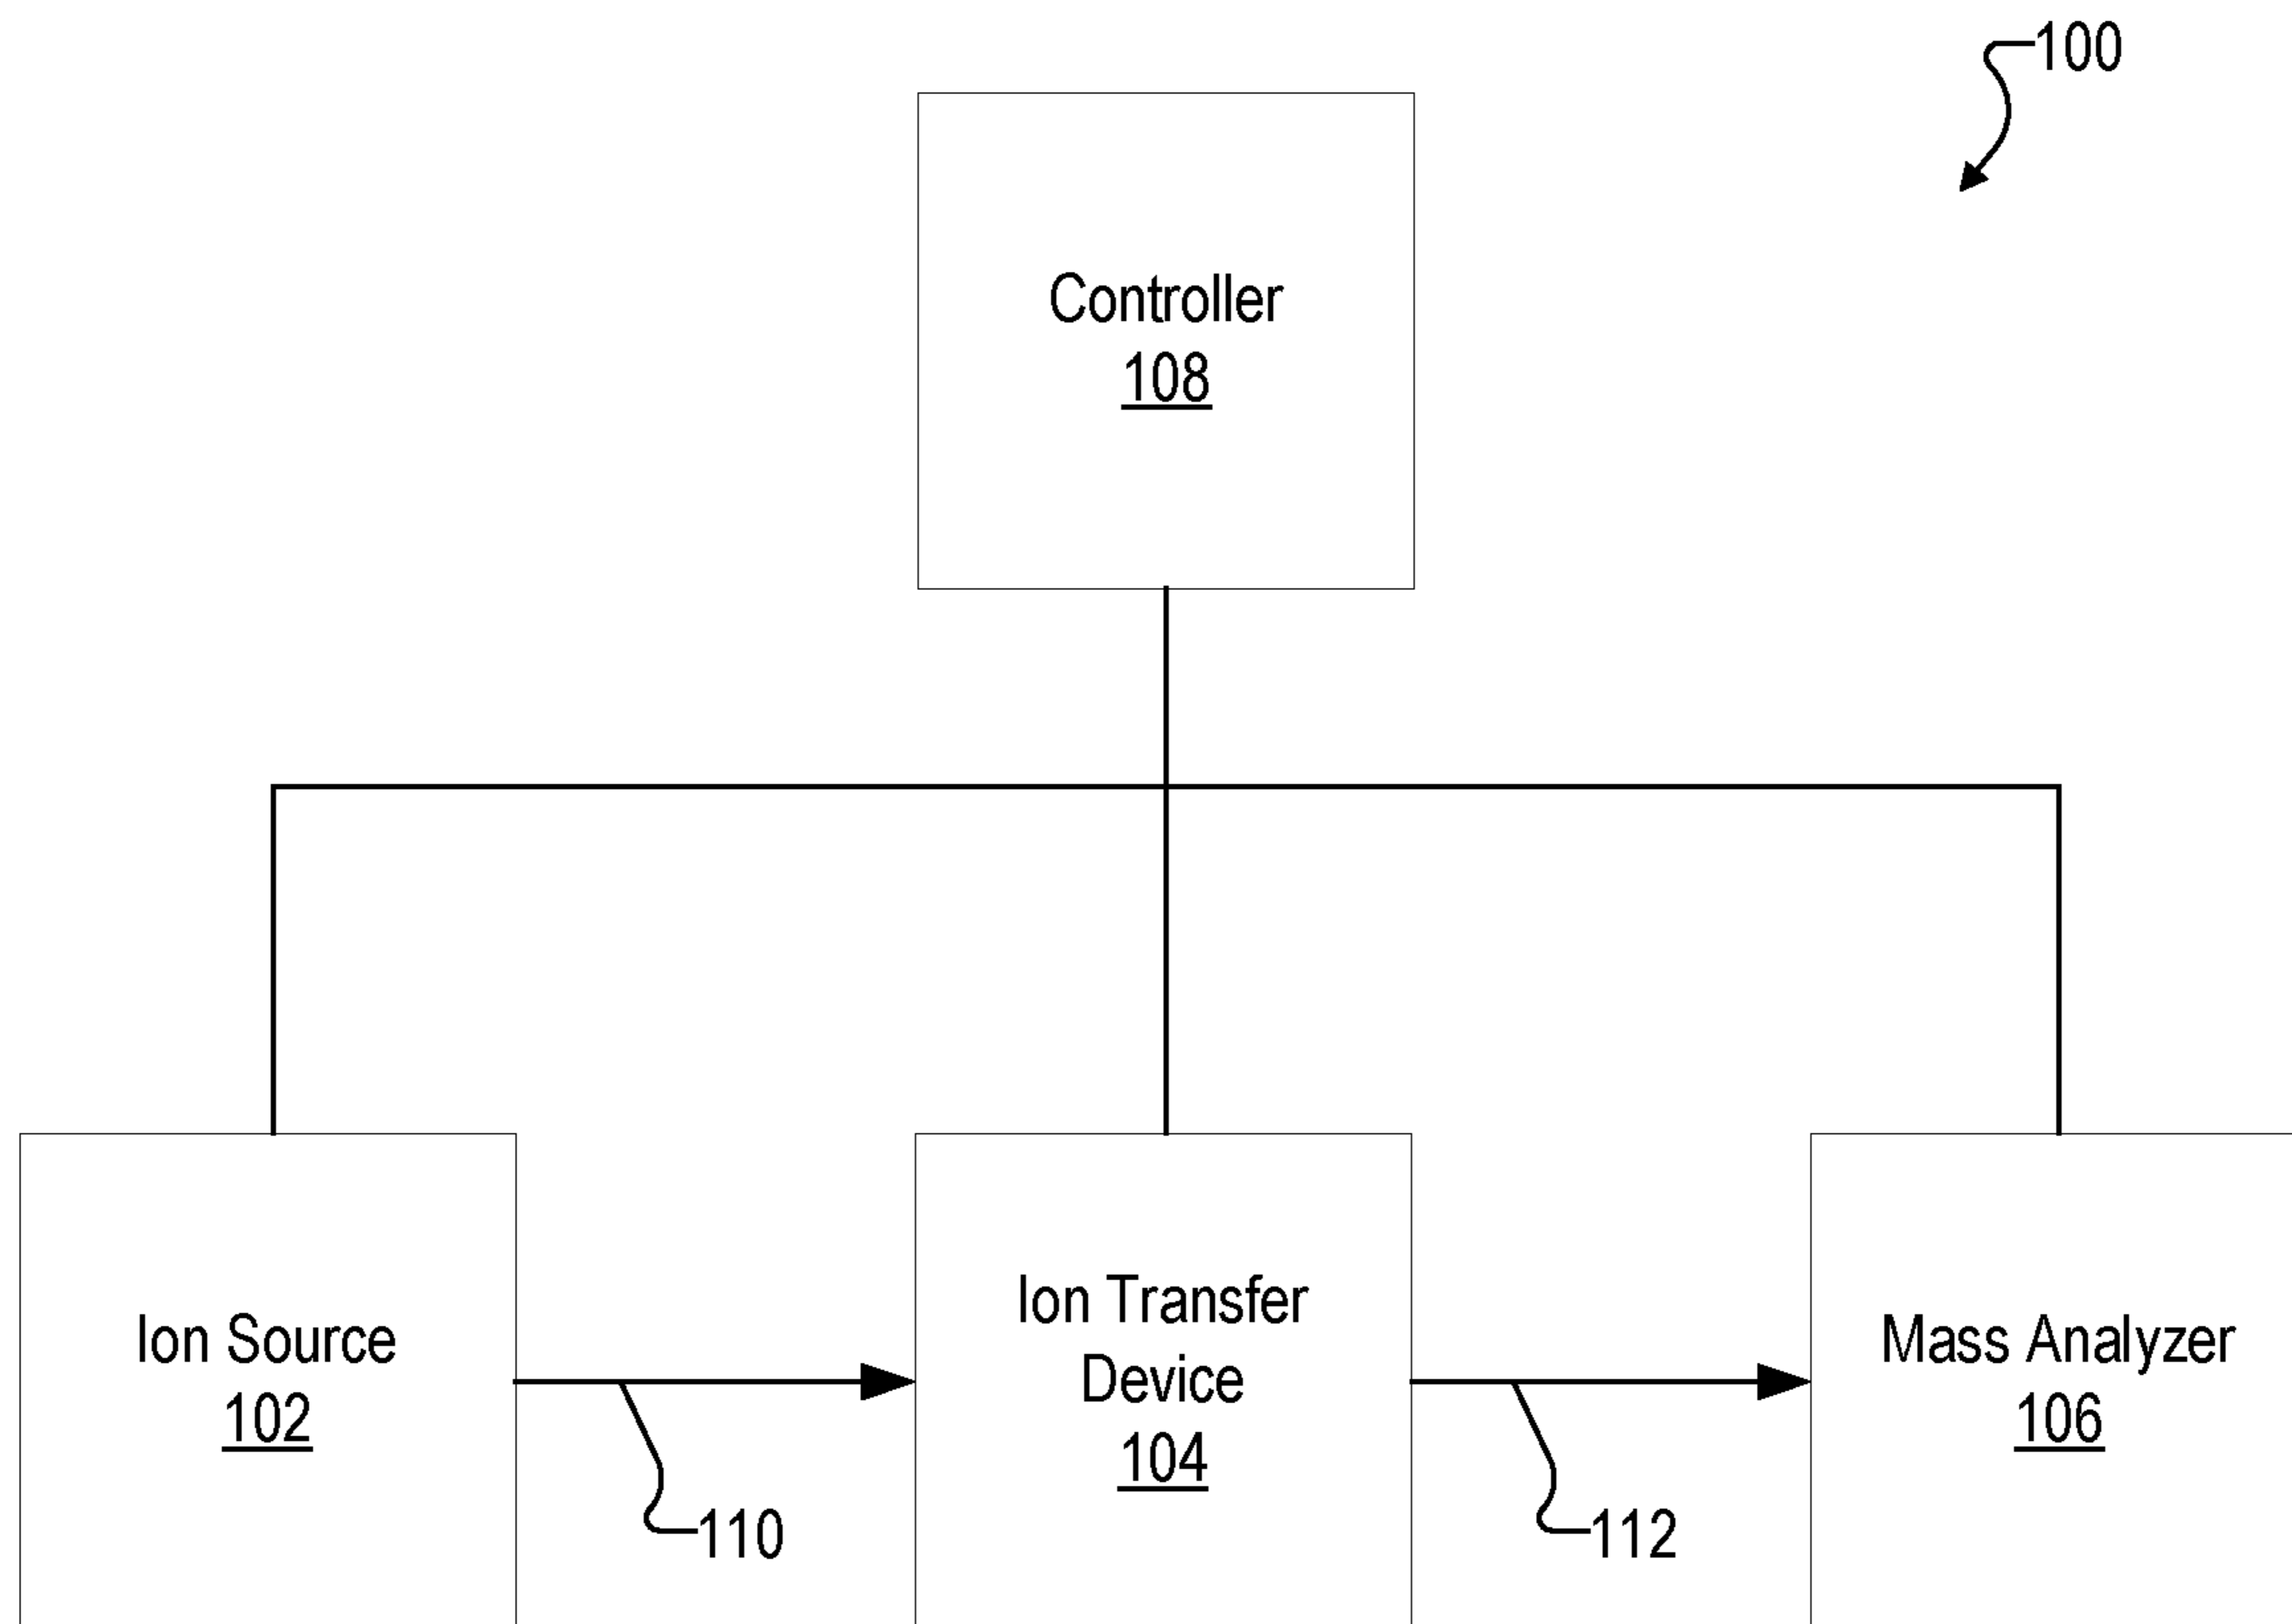 100
Controller
108
Ion Source
102
110
Ion Transfer
Device
104
112
Mass Analyzer
106